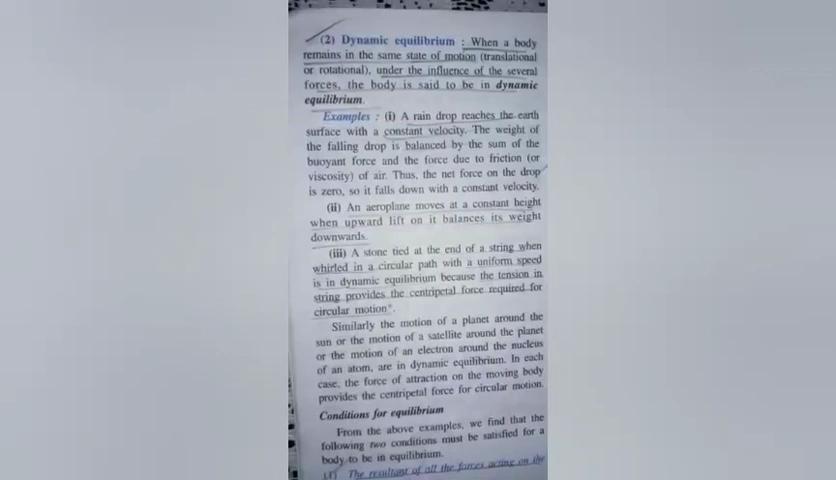 (2) Dynamic equilibrium : When a body
remains in the same state of motion (translational
or rotational), under the influence of the several
forces, the body is said to be in dynamic
equilibrium.
Examples : (i) A rain drop reaches the earth
surface with a constant velocity. The weight of
the falling drop is balanced by the sum of the
buoyant force and the force due to friction (or
viscosity) of air. Thus, the net force on the drop
is zero, so it falls down with a constant velocity.
(ii) An aeroplane moves at a constant height
when upward lift on it balances its weight
downwards.
(iii) A stone tied at the end of a string when
whirled in a circular path with a uniform speed
is in dynamic equilibrium because the tension in
string provides the centripetal force required for
circular motion*.
Similarly the motion of a planet around the
sun or the motion of a satellite around the planet
or the motion of an electron around the nucleus
of an atom, are in dynamic equilibrium. In each
case, the force of attraction on the moving body
provides the centripetal force for circular motion.
Conditions for equilibrium
From the above examples, we find that the
following two conditions must be satisfied for a
body to be in equilibrium.
(1) The resultant of all the forces acting on the